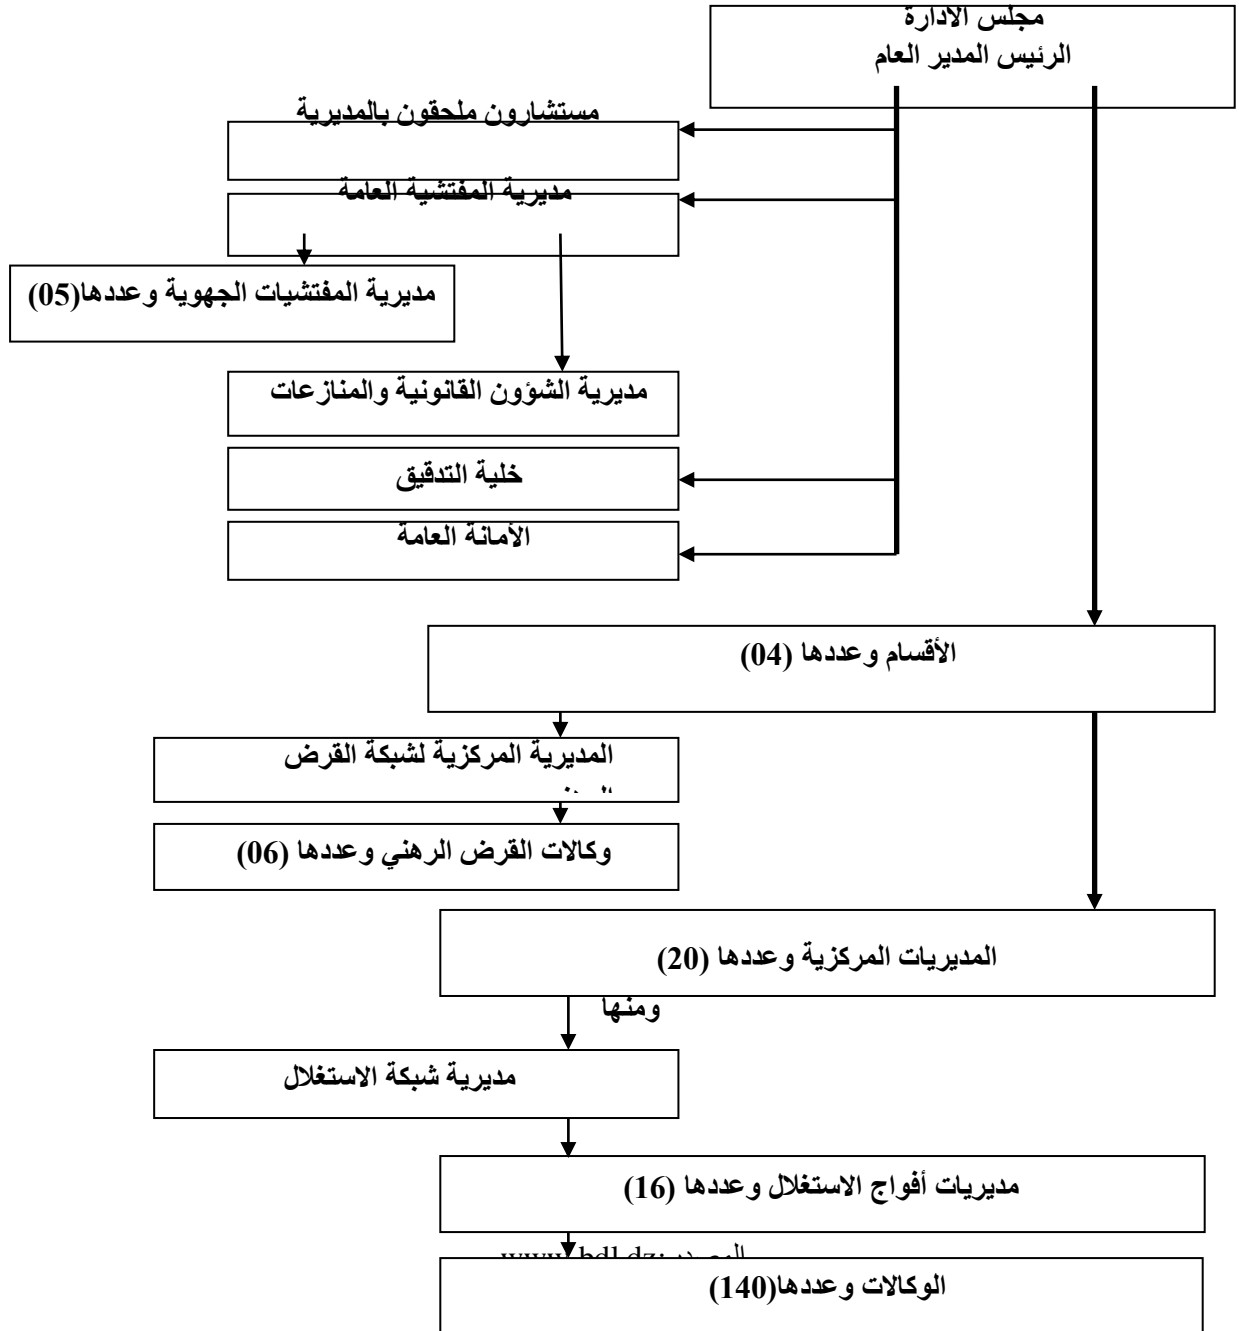 مجلس الادارة
الرئيس المدير العام
مستشارون ملحقون بالمديرية
مديرية المفتشية العامة
مديرية المفتشيات الجهوية وعددها(05)
مديرية الشؤون القانونية والمنازعات
خلية التدقيق
الأمانة العامة
الأقسام وعددها (04)
المديرية المركزية لشبكة القرض
وكالات القرض الرهني وعددها (06)
المديريات المركزية وعددها (20)
ومنها
مديرية شبكة الاستغلال
مديريات أفواج الاستغلال وعددها (16)
الوكالات وعددها(140)